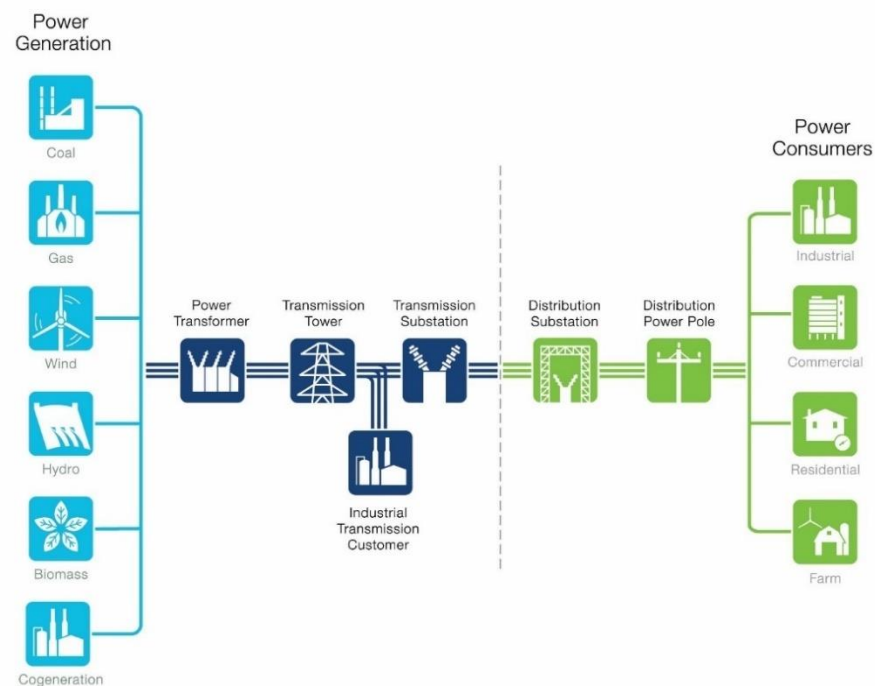 Power
Generation
Coal
Gas
Wind
Hydro
Biomass
Cogeneration
Power
Transformer
Transmission
Tower
Transmission
Substation
Industrial
Transmission
Customer
Distribution
Substation
Distribution
Power Pole
Power
Consumers
Industrial
Commercial
Residential
Farm